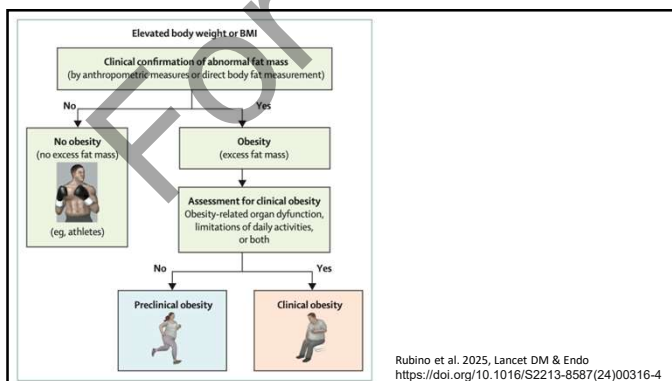 For
Elevated body weight or BMI
Clinical confirmation of abnormal fat mass
(by anthropometric measures or direct body fat measurement)
No
Yes
No obesity
(no excess fat mass)
(eg, athletes)
Obesity
(excess fat mass)
Assessment for clinical obesity
Obesity-related organ dyfunction,
limitations of daily activities,
or both
No
Yes
Preclinical obesity
Clinical obesity
Rubino et al. 2025, Lancet DM & Endo
https://doi.org/10.1016/S2213-8587(24)00316-4